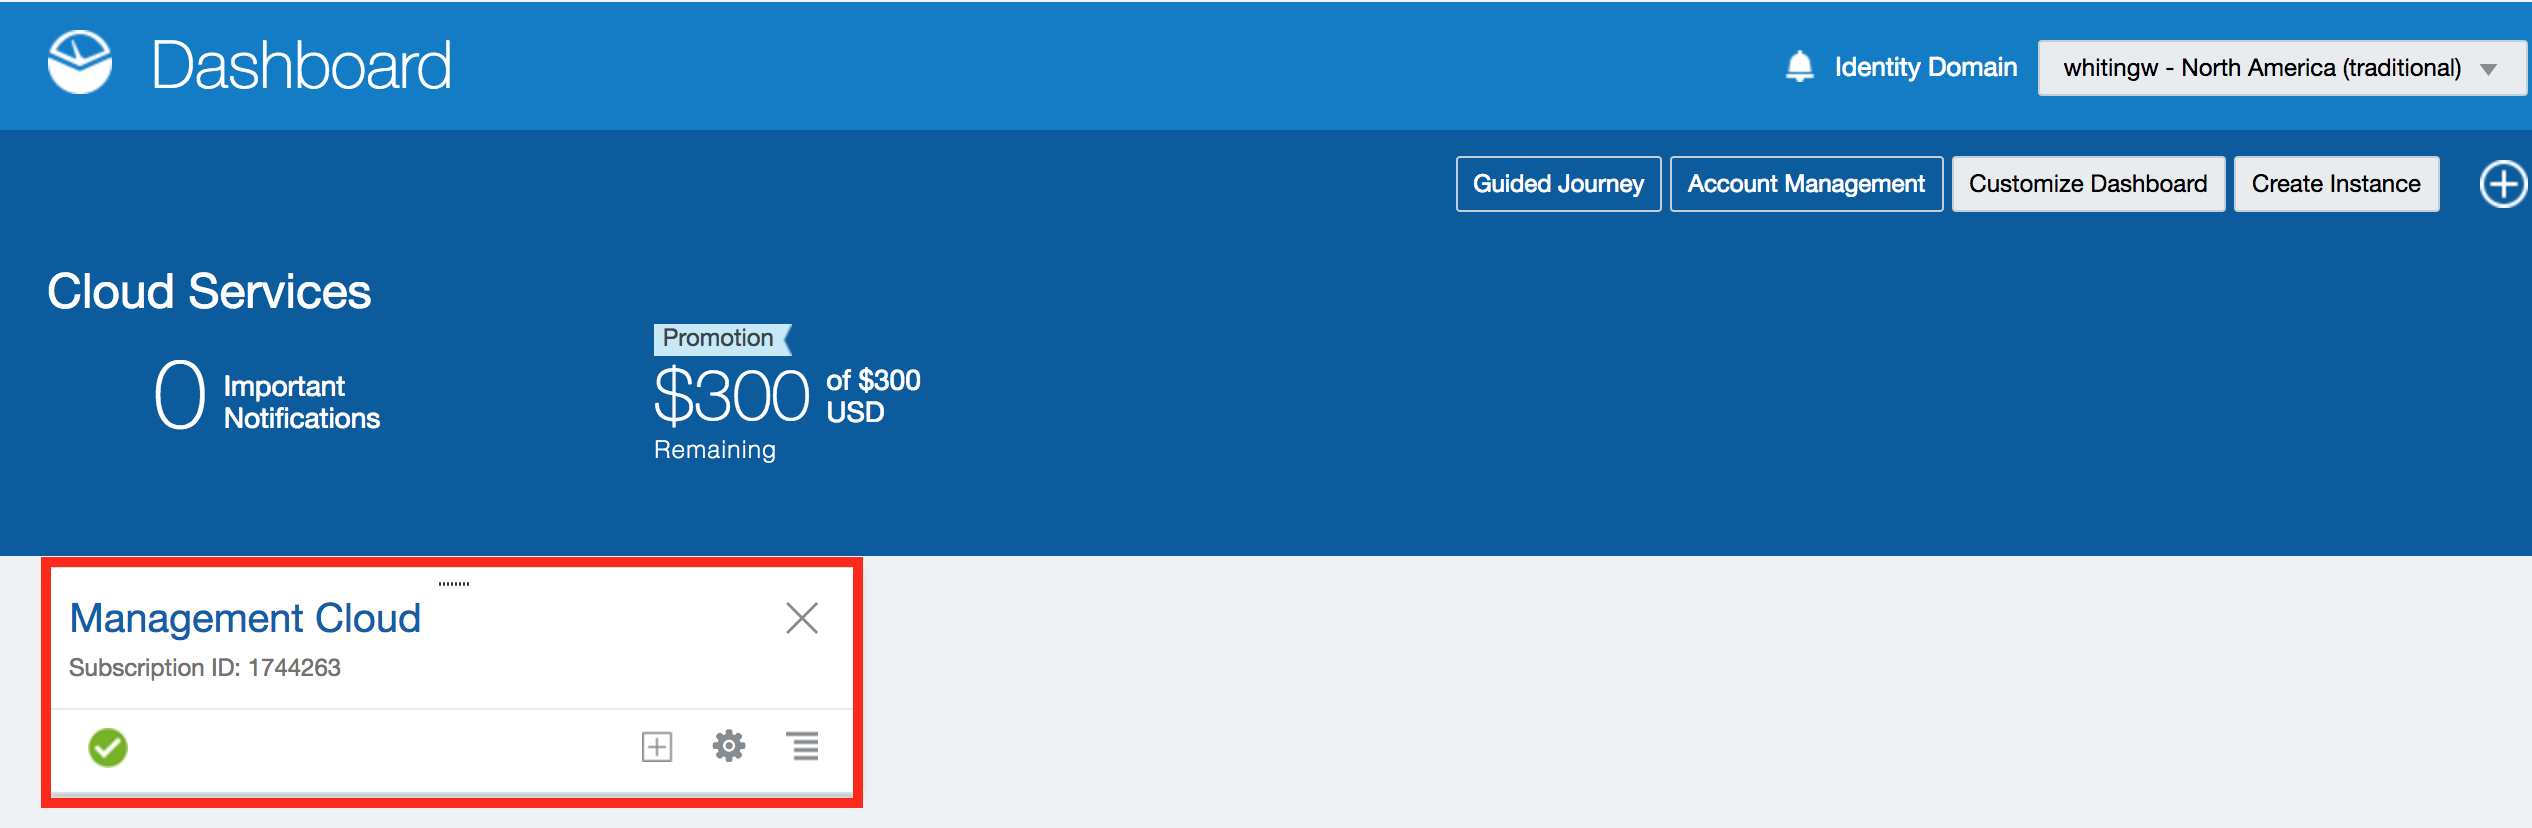 Dashboard
Identity Domain
whitingw - North America (traditional)
Guided Journey
Account Management
Customize Dashboard
Create Instance
Cloud Services
0
Important
Notifications
Promotion
$300
of $300
USD
Remaining
Management Cloud
Subscription ID: 1744263